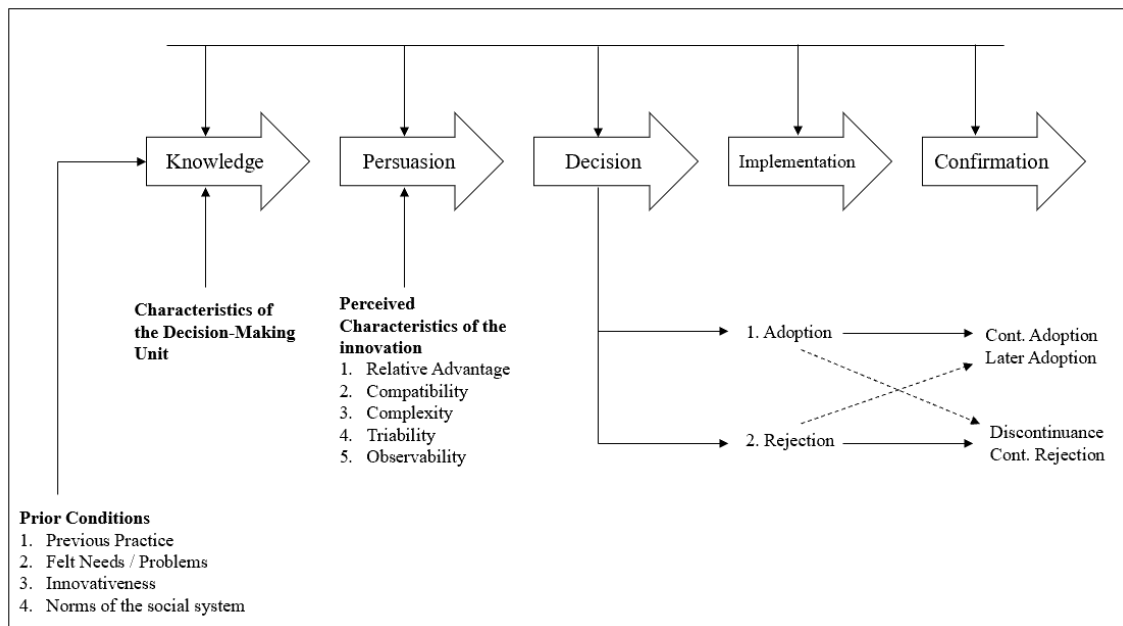 Knowledge
Persuasion
Decision
Implementation
Confirmation
Characteristics of
the Decision-Making
Unit
Perceived
Characteristics of the
innovation
1. Relative Advantage
2. Compatibility
3. Complexity
4. Triability
5. Observability
1. Adoption
Cont. Adoption
Later Adoption
2. Rejection
Discontinuance
Cont. Rejection
Prior Conditions
1. Previous Practice
2. Felt Needs / Problems
3. Innovativeness
4. Norms of the social system